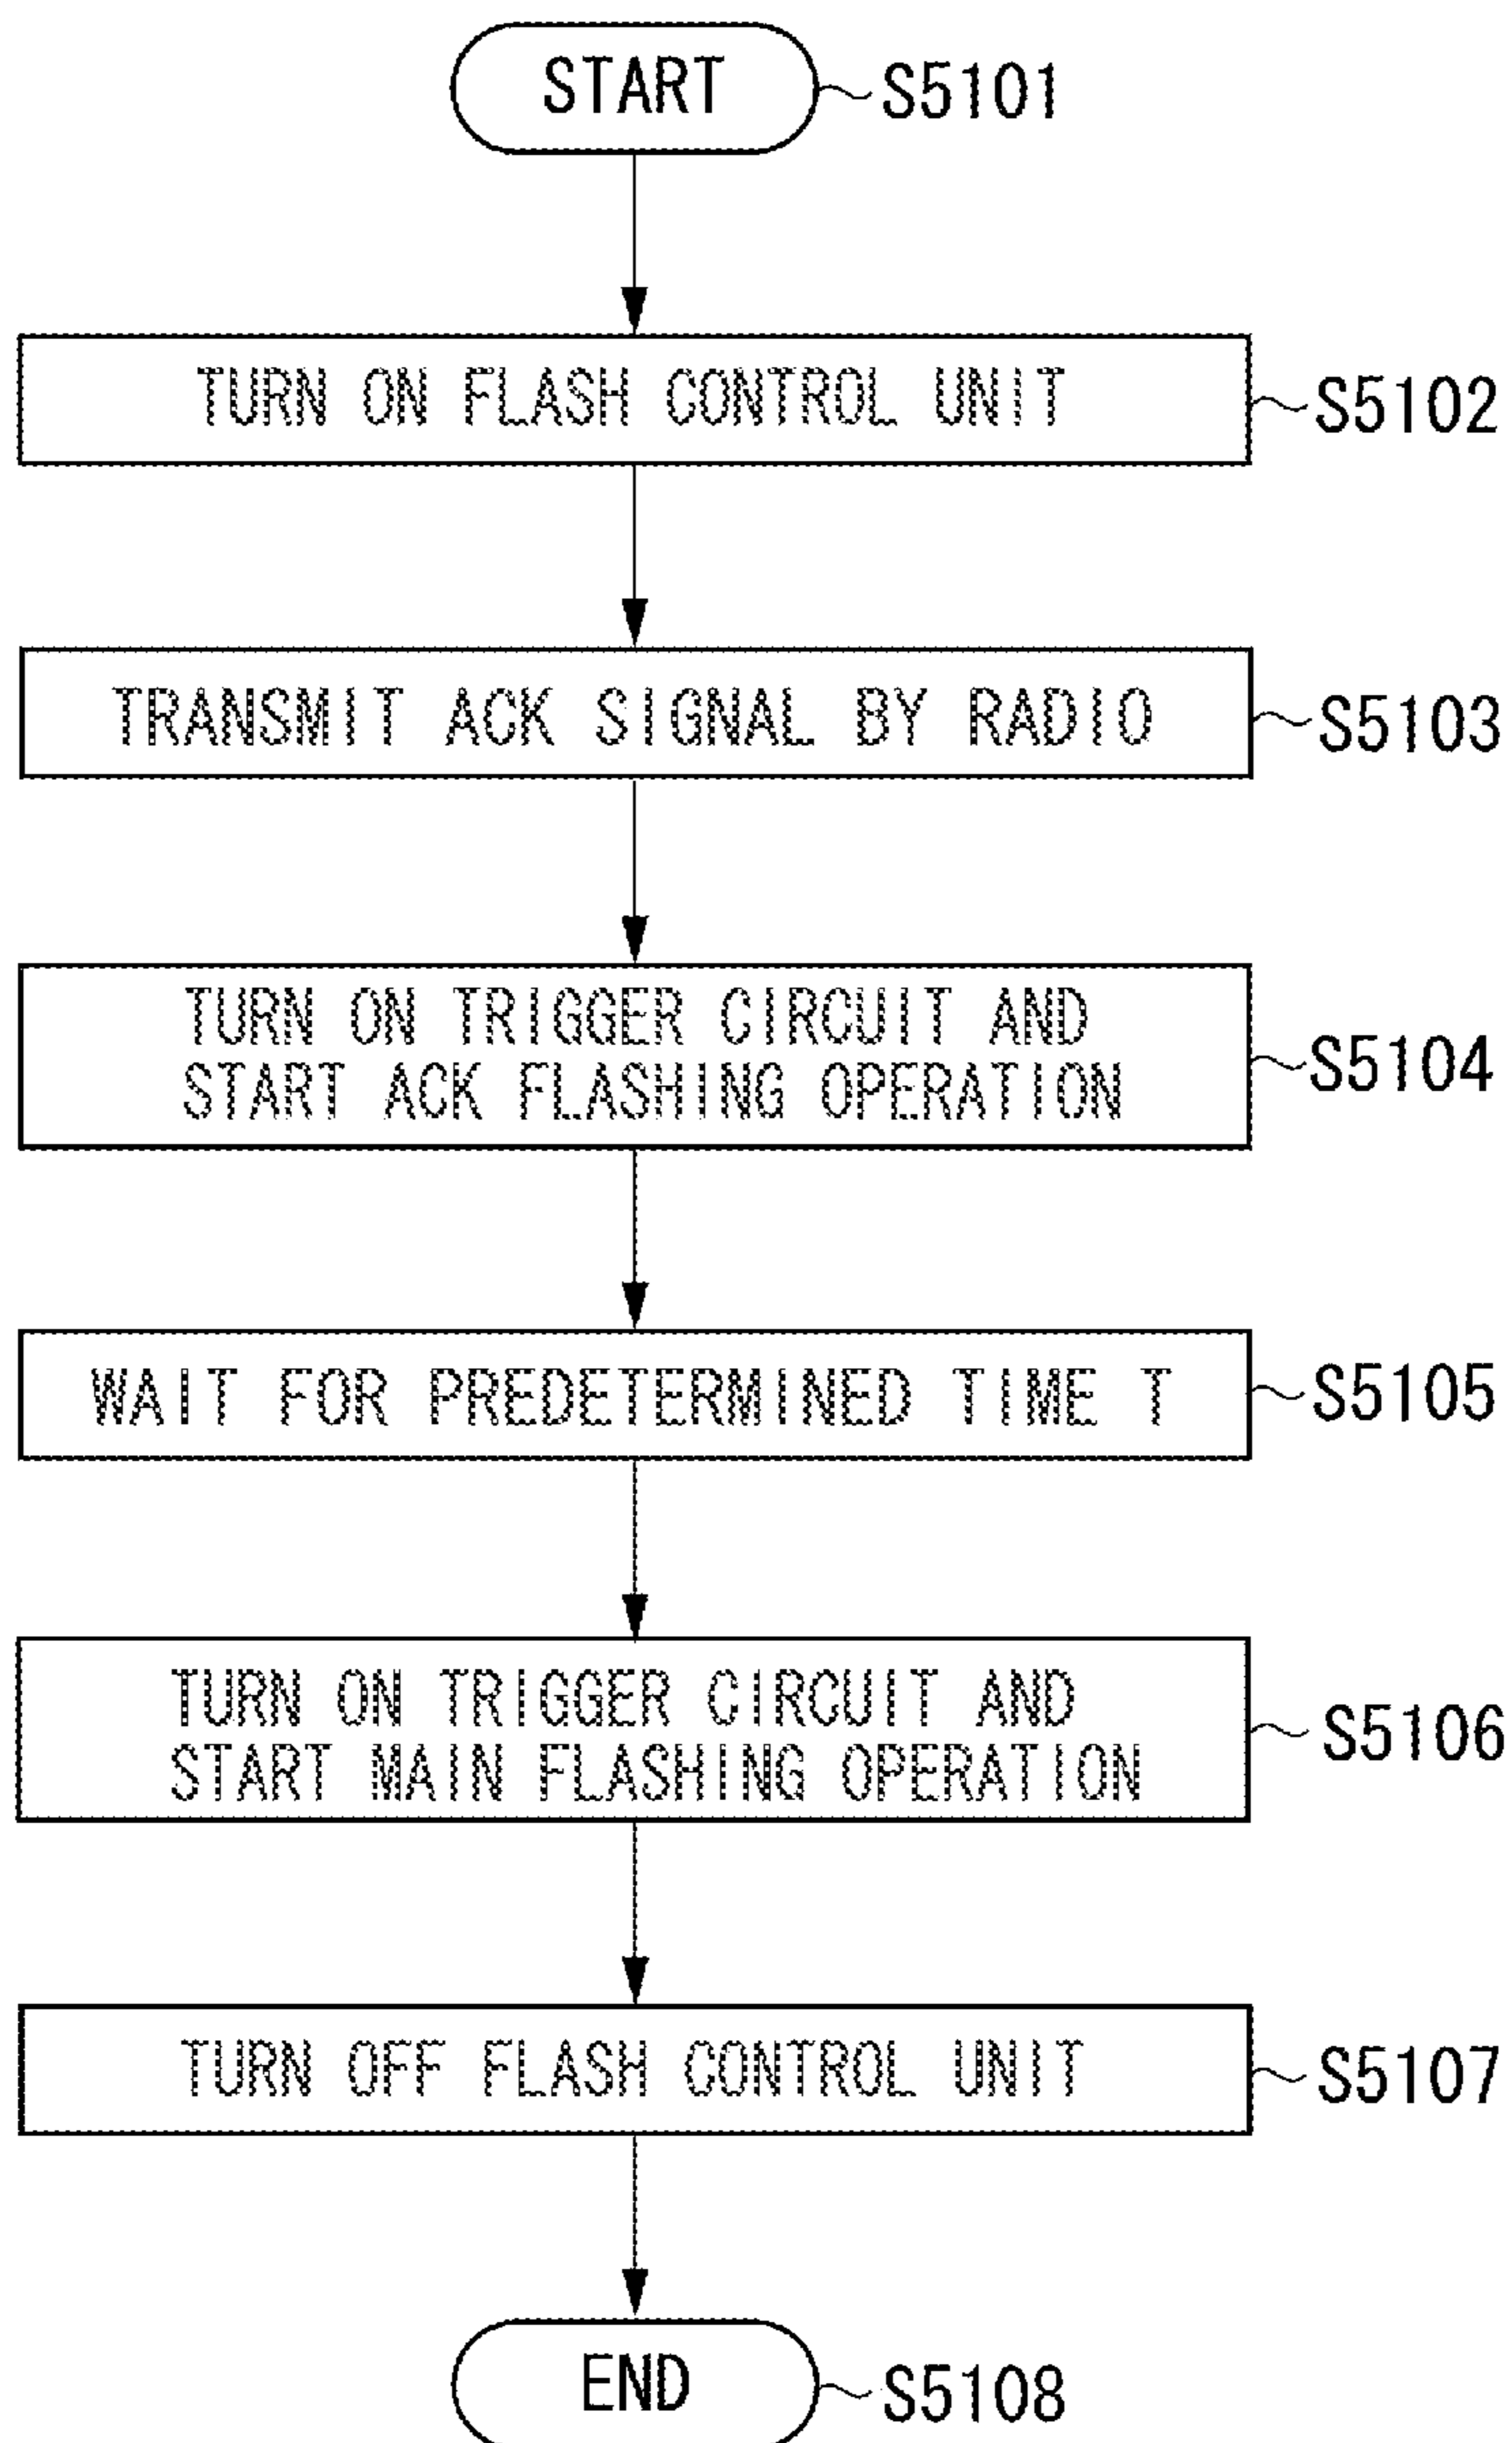 START
S5101
TURN ON FLASH CONTROL UNIT
S5102
TRANSMIT ACK SIGNAL BY RADIO
S5103
TURN ON TRIGGER CIRCUIT AND
START ACK FLASHING OPERATION
S5104
WAIT FOR PREDETERMINED TIME T
S5105
TURN ON TRIGGER CIRCUIT AND
START MAIN FLASHING OPERATION
S5106
TURN OFF FLASH CONTROL UNIT
S5107
END
S5108